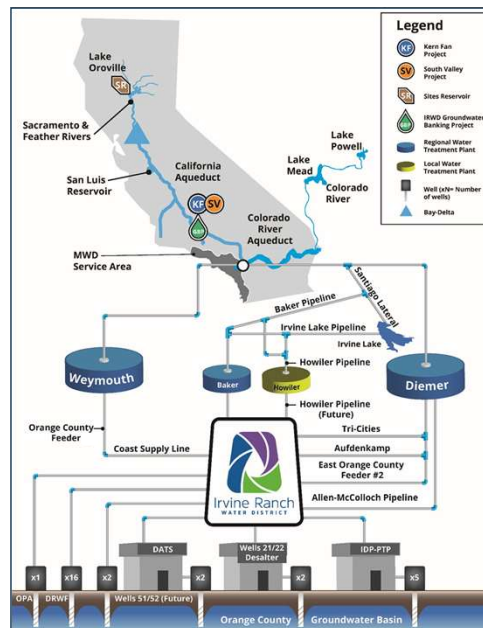 Legend
KF
Kern Fan
Project
SV
South Valley
Project
SR
Sites Reservoir
GBP
IRWD Groundwater
Banking Project
Regional Water
Treatment Plant
Local Water
Treatment Plant
Well (xN= Number
of wells)
Bay-Delta
Lake
Oroville
SR
Sacramento &
Feather Rivers
San Luis
Reservoir
California
Aqueduct
KF
SV
GBP
Lake
Powell
Lake
Mead
Colorado
River
Colorado
River
Aqueduct
MWD
Service Area
Baker Pipeline
Santiago Lateral
Irvine Lake Pipeline
Irvine Lake
Weymouth
Baker
Howiler
Howiler Pipeline
Diemer
Howiler Pipeline
(Future)
Orange County
Feeder
Coast Supply Line
Tri-Cities
Aufdenkamp
East Orange County
Feeder #2
Allen-McColloch Pipeline
Irvine Ranch
WATER DISTRICT
DATS
Wells 21/22
Desalter
IDP-PTP
x1
x16
x2
x2
x2
x5
OPA
DRWF
Wells 51/52 (Future)
Orange County
Groundwater Basin